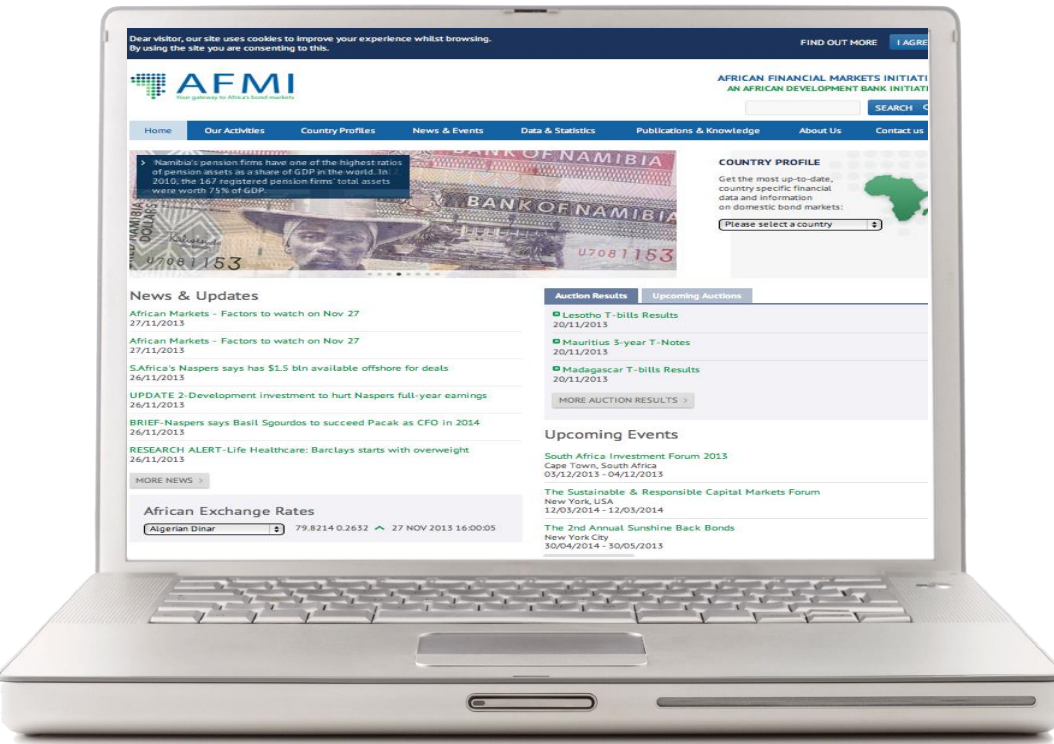 Dear visitor, our site uses cookies to improve your experience whilst browsing.
By using the site you are consenting to this.
FIND OUT MORE
I AGRE
AFMI
Your gateway to Africa's bond markets
AFRICAN FINANCIAL MARKETS INITIATI
AN AFRICAN DEVELOPMENT BANK INITIATI
SEARCH
Home
Our Activities
Country Profiles
News & Events
Data & Statistics
Publications & Knowledge
About Us
Contact us
Namibia's pension firms have one of the highest ratios
of pension assets as a share of GDP in the world. In
2010, the 167 registered pension firms' total assets
were worth 75% of GDP.
BANK OF NAMIBIA
BANK OF NAMIBIA
NAMIBIA
DOLLARS
U7081153
U7081153
COUNTRY PROFILE
Get the most up-to-date,
country specific financial
data and information
on domestic bond markets:
Please select a country
News & Updates
African Markets - Factors to watch on Nov 27
27/11/2013
African Markets - Factors to watch on Nov 27
27/11/2013
S.Africa's Naspers says has $1.5 bln available offshore for deals
26/11/2013
UPDATE 2-Development investment to hurt Naspers full-year earnings
26/11/2013
BRIEF-Naspers says Basil Sgourdos to succeed Pacak as CFO in 2014
26/11/2013
RESEARCH ALERT-Life Healthcare: Barclays starts with overweight
26/11/2013
MORE NEWS >
African Exchange Rates
Algerian Dinar
79.8214 0.2632
27 NOV 2013 16:00:05
Auction Results
Upcoming Auctions
Lesotho T-bills Results
20/11/2013
Mauritius 3-year T-Notes
20/11/2013
Madagascar T-bills Results
20/11/2013
MORE AUCTION RESULTS >
Upcoming Events
South Africa Investment Forum 2013
Cape Town, South Africa
03/12/2013 - 04/12/2013
The Sustainable & Responsible Capital Markets Forum
New York, USA
12/03/2014 - 12/03/2014
The 2nd Annual Sunshine Back Bonds
New York City
30/04/2014 - 30/05/2013